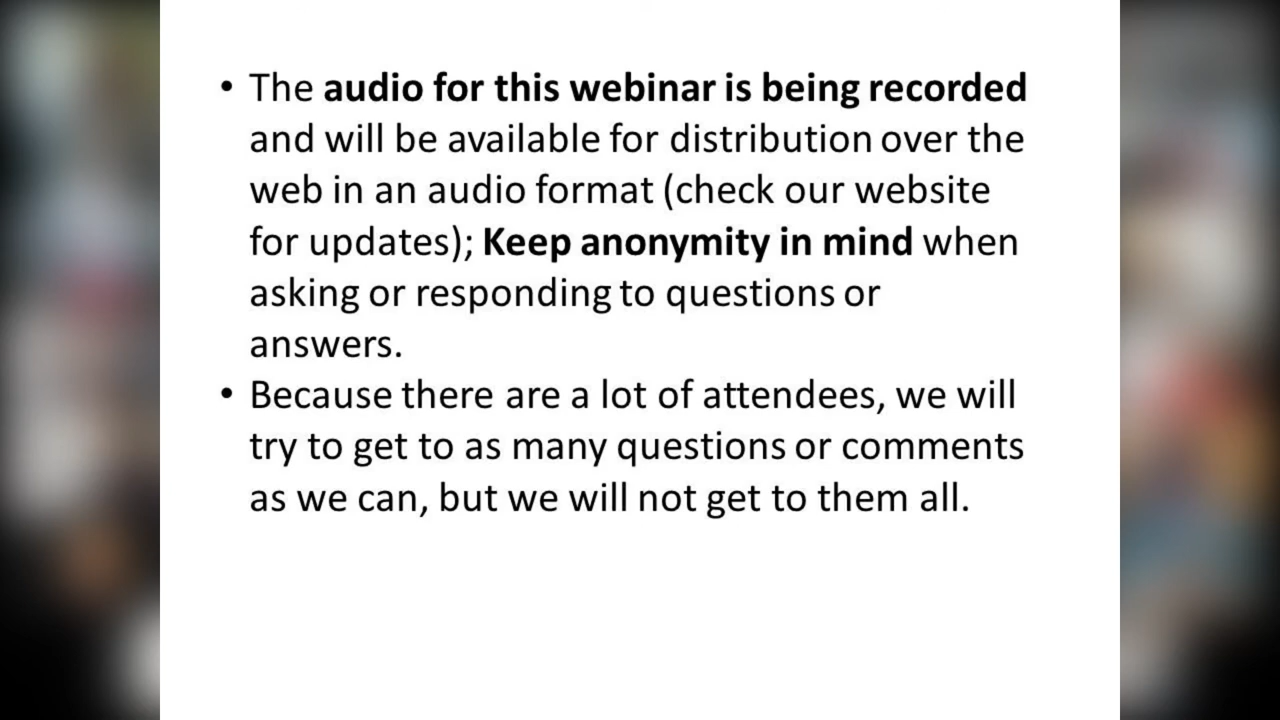 • The audio for this webinar is being recorded
and will be available for distribution over the
web in an audio format (check our website
for updates); Keep anonymity in mind when
asking or responding to questions or
answers.
• Because there are a lot of attendees, we will
try to get to as many questions or comments
as we can, but we will not get to them all.